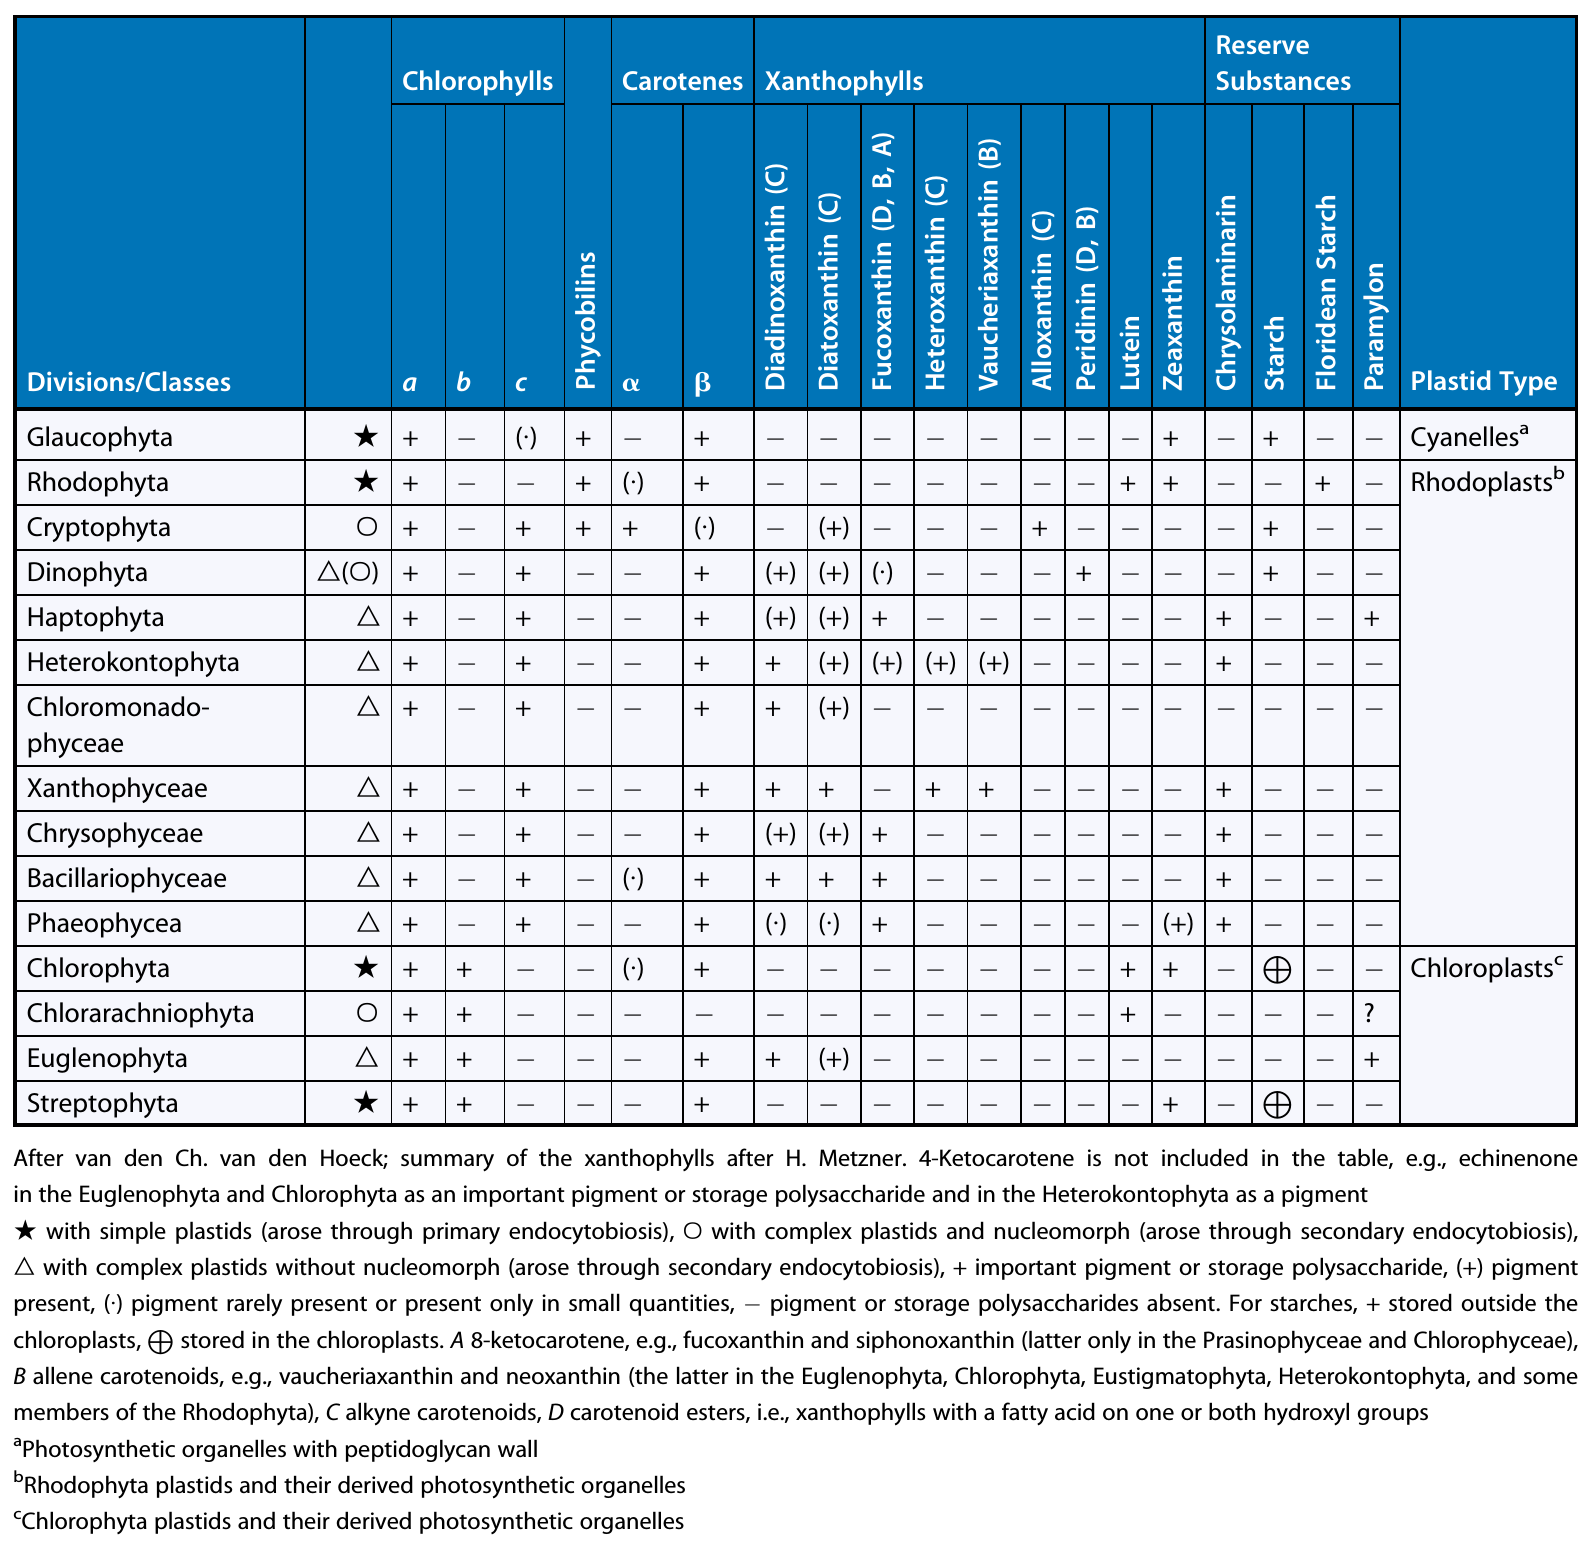 Divisions/Classes
Chlorophylls
a b c
Phycobilins
Carotenes
α β
Xanthophylls
Diadinoxanthin (C)
Diatoxanthin (C)
Fucoxanthin (D, B, A)
Heteroxanthin (C)
Vaucheriaxanthin (B)
Alloxanthin (C)
Peridinin (D, B)
Lutein
Zeaxanthin
Reserve
Substances
Chrysolaminarin
Starch
Floridean Starch
Paramylon
Plastid Type
Glaucophyta ★ + − (·) + − + − − − − − − − − + − + − − Cyanellesᵃ
Rhodophyta ★ + − − + (·) + − − − − − − − + + − − + − Rhodoplastsᵇ
Cryptophyta ○ + − + + + (·) − (+) − − − + − − − − + − −
Dinophyta △(○) + − + − − + (+) (+) (·) − − − + − − − + − −
Haptophyta △ + − + − − + (+) (+) + − − − − − − + − − +
Heterokontophyta △ + − + − − + + (+) (+) (+) (+) − − − − + − − −
Chloromonado- △ + − + − − + + (+) − − − − − − − − − − −
phyceae
Xanthophyceae △ + − + − − + + + − + + − − − − + − − −
Chrysophyceae △ + − + − − + (+) (+) + − − − − − − + − − −
Bacillariophyceae △ + − + − (·) + + + + − − − − − − + − − −
Phaeophycea △ + − + − − + (·) (·) + − − − − − (+) + − − −
Chlorophyta ★ + + − − (·) + − − − − − − − + + − ⨁ − − Chloroplastsᶜ
Chlorarachniophyta ○ + + − − − − − − − − − − − + − − − − ?
Euglenophyta △ + + − − − + + (+) − − − − − − − − − − +
Streptophyta ★ + + − − − + − − − − − − − − + − ⨁ − −
After van den Ch. van den Hoeck; summary of the xanthophylls after H. Metzner. 4-Ketocarotene is not included in the table, e.g., echinenone
in the Euglenophyta and Chlorophyta as an important pigment or storage polysaccharide and in the Heterokontophyta as a pigment
★ with simple plastids (arose through primary endocytobiosis), ○ with complex plastids and nucleomorph (arose through secondary endocytobiosis),
△ with complex plastids without nucleomorph (arose through secondary endocytobiosis), + important pigment or storage polysaccharide, (+) pigment
present, (·) pigment rarely present or present only in small quantities, − pigment or storage polysaccharides absent. For starches, + stored outside the
chloroplasts, ⨁ stored in the chloroplasts. A 8-ketocarotene, e.g., fucoxanthin and siphonoxanthin (latter only in the Prasinophyceae and Chlorophyceae),
B allene carotenoids, e.g., vaucheriaxanthin and neoxanthin (the latter in the Euglenophyta, Chlorophyta, Eustigmatophyta, Heterokontophyta, and some
members of the Rhodophyta), C alkyne carotenoids, D carotenoid esters, i.e., xanthophylls with a fatty acid on one or both hydroxyl groups
ᵃPhotosynthetic organelles with peptidoglycan wall
ᵇRhodophyta plastids and their derived photosynthetic organelles
ᶜChlorophyta plastids and their derived photosynthetic organelles